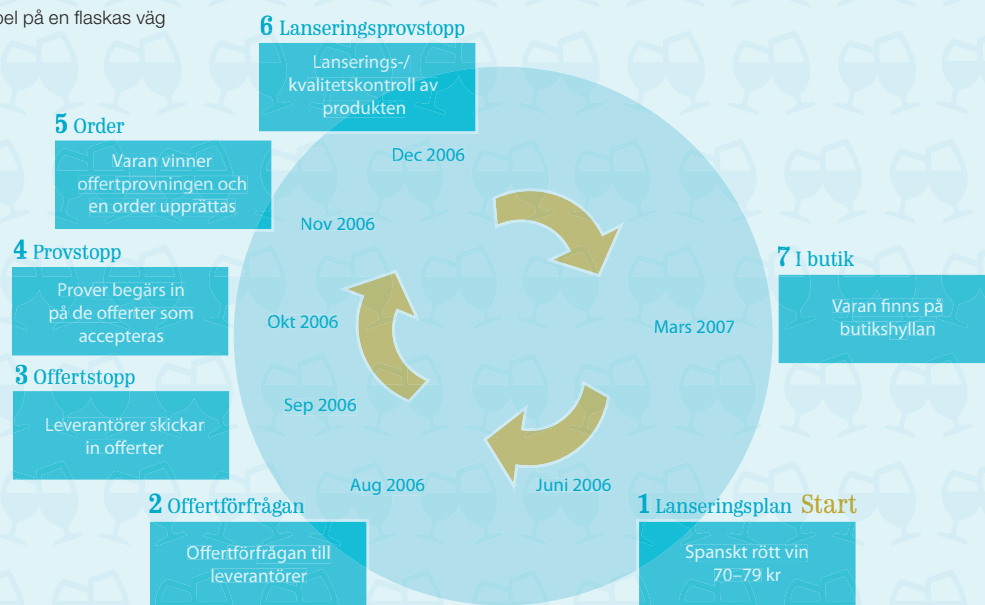 på en flaskas väg
1 Lanseringsplan Start
Spanskt rött vin
70–79 kr
Juni 2006
2 Offertförfrågan
Offertförfrågan till
leverantörer
Aug 2006
3 Offertstopp
Leverantörer skickar
in offerter
Sep 2006
4 Provstopp
Prover begärs in
på de offerter som
accepteras
Okt 2006
5 Order
Varan vinner
offertprovningen och
en order upprättas
Nov 2006
6 Lanseringsprovstopp
Lanserings-/
kvalitetskontroll av
produkten
Dec 2006
7 I butik
Varan finns på
butikshyllan
Mars 2007